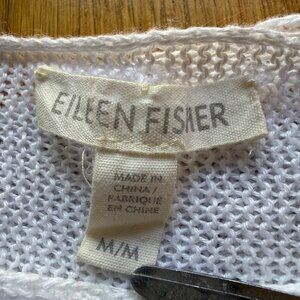 EILEEN FISHER
MADE IN
CHINA /
FABRIQUÉ
EN CHINE
M/M